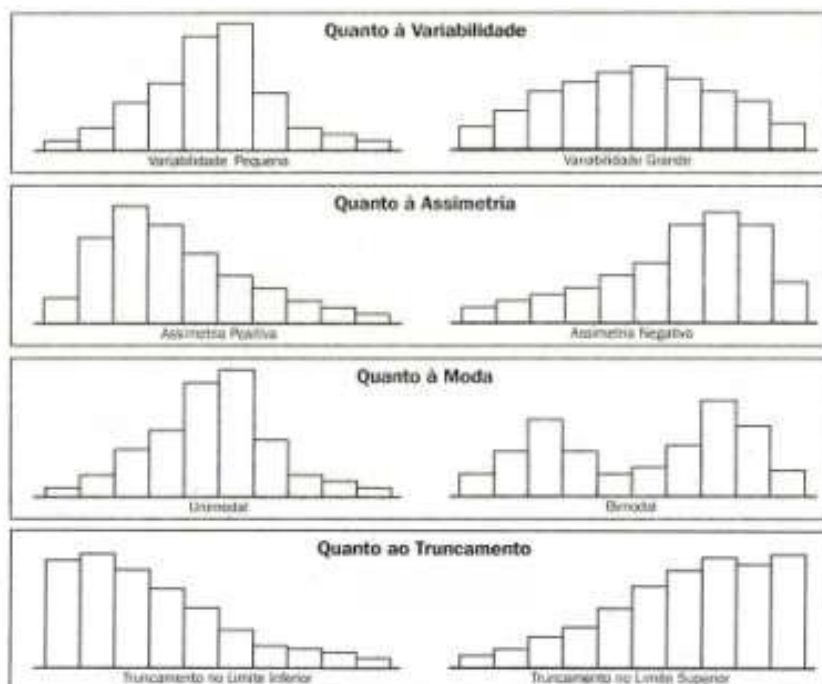 Quanto à Variabilidade
Variabilidade Pequena
Variabilidade Grande
Quanto à Assimetria
Assimetria Positiva
Assimetria Negativa
Quanto à Moda
Unimodal
Bimodal
Quanto ao Truncamento
Truncamento no Limite Inferior
Truncamento no Limite Superior